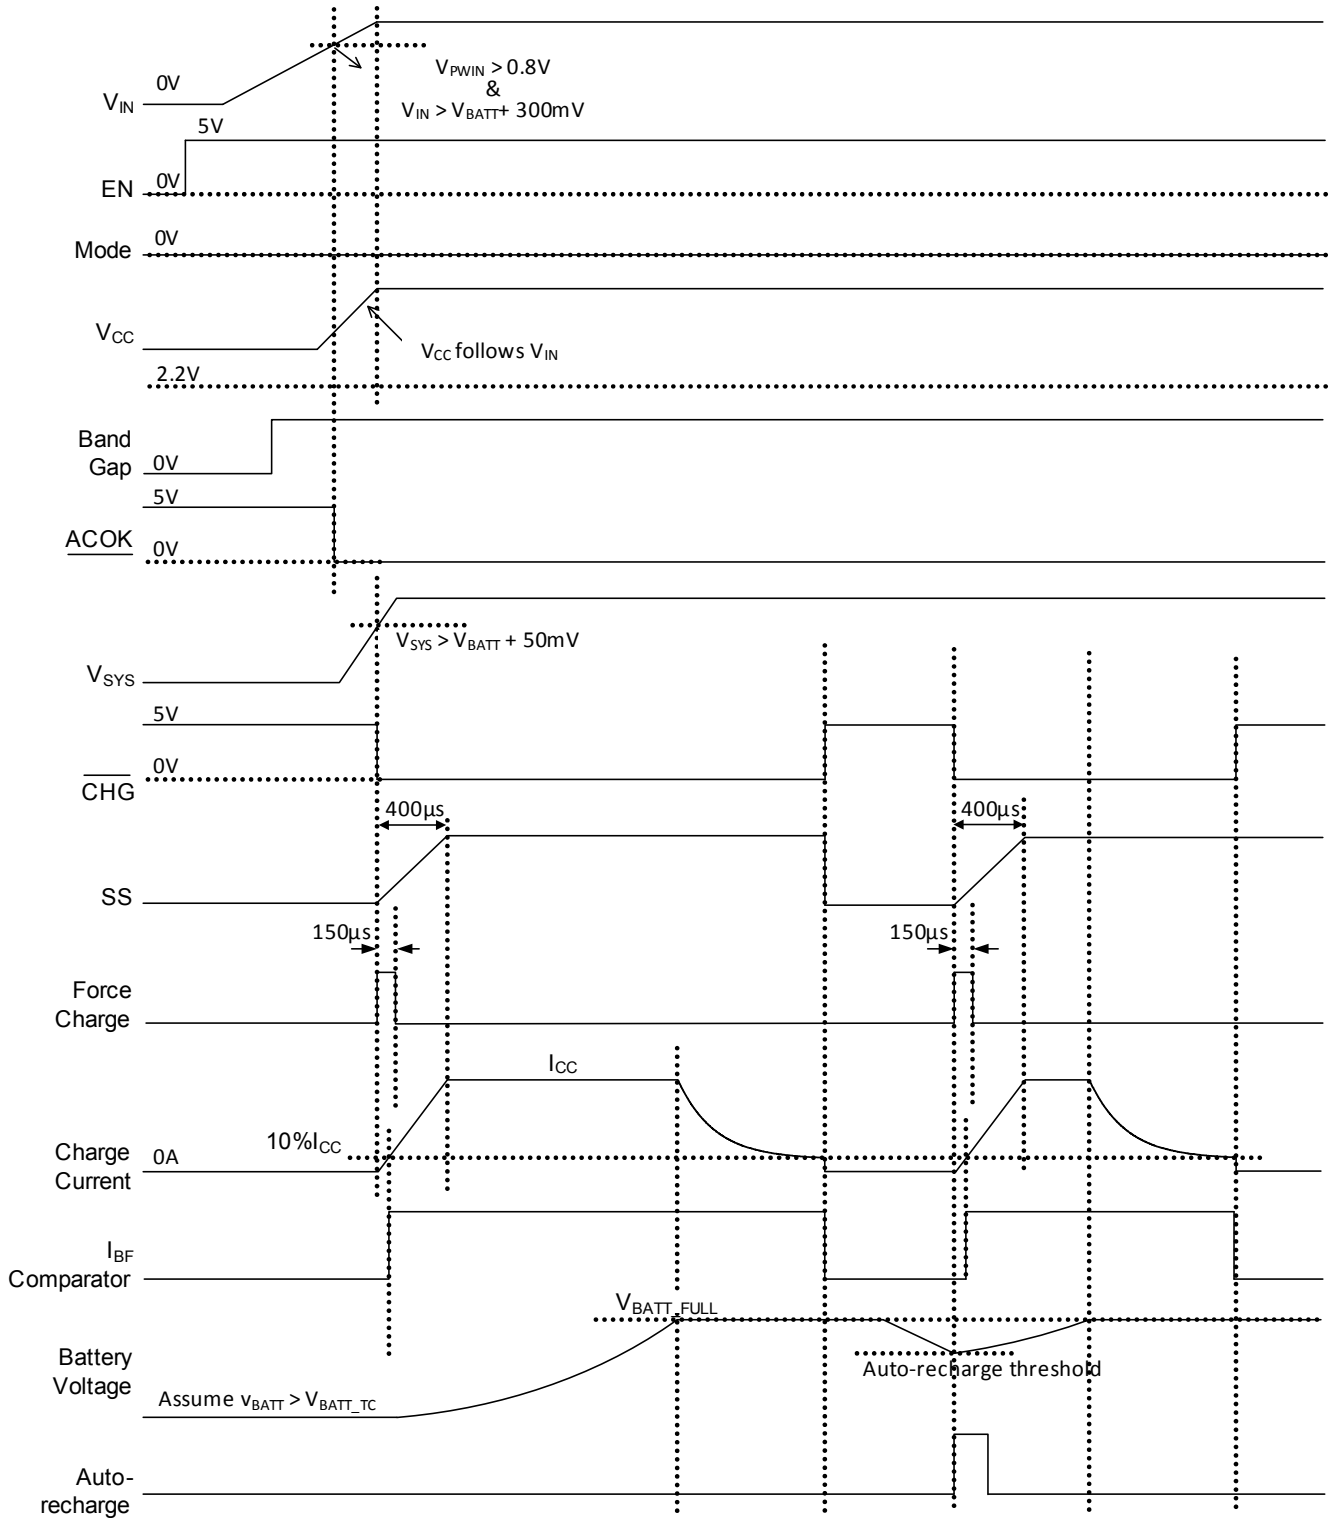 0V
V_IN
V_PWIN > 0.8V
&
V_IN > V_BATT + 300mV
5V
EN 0V
Mode 0V
V_CC
V_CC follows V_IN
2.2V
Band
Gap 0V
5V
ACOK 0V
V_SYS > V_BATT + 50mV
V_SYS
5V
0V
CHG
400µs 400µs
SS
150µs 150µs
Force
Charge
I_CC
10%I_CC
Charge
Current
0A
I_BF
Comparator
V_BATT_FULL
Battery
Voltage
Auto-recharge threshold
Assume v_BATT > V_BATT_TC
Auto-
recharge